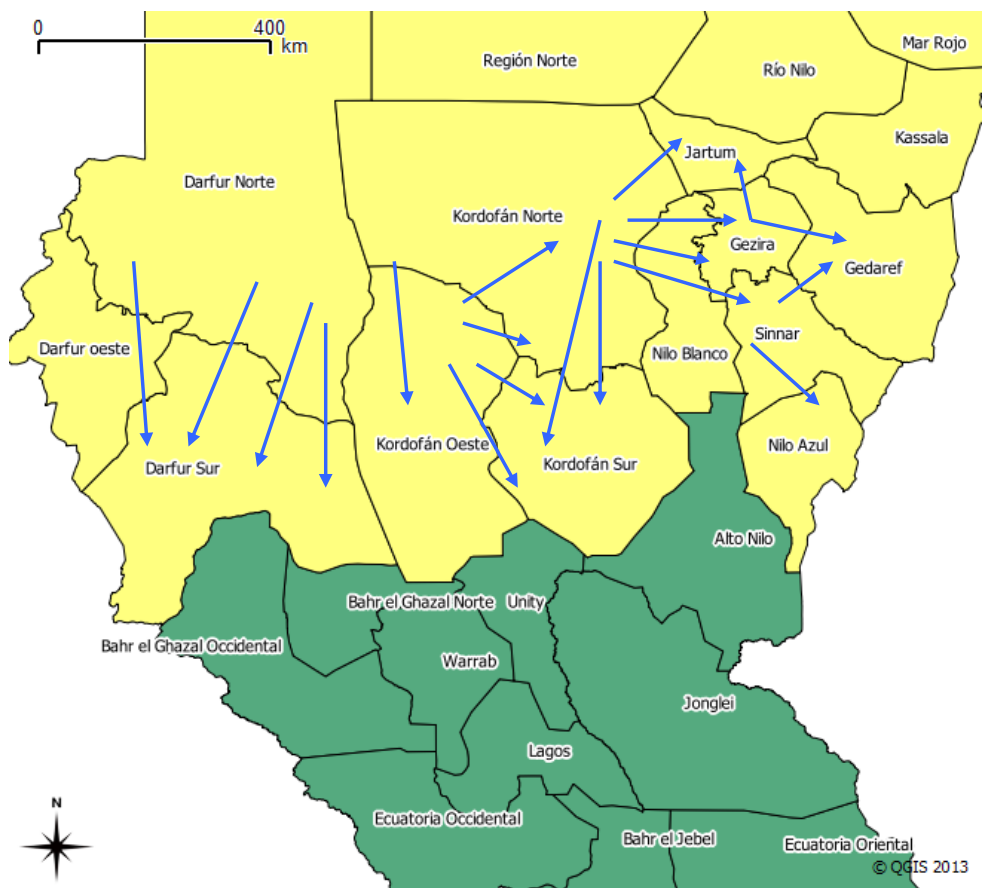 0 400
km
Mar Rojo
Región Norte
Río Nilo
Kassala
Jartum
Darfur Norte
Kordofán Norte
Gezira
Gedaref
Sinnar
Darfur oeste
Nilo Blanco
Kordofán Oeste
Nilo Azul
Darfur Sur
Kordofán Sur
Alto Nilo
Bahr el Ghazal Norte
Unity
Bahr el Ghazal Occidental
Warrab
Jonglei
Lagos
N
Ecuatoria Occidental
Bahr el Jebel
Ecuatoria Oriental
© QGIS 2013